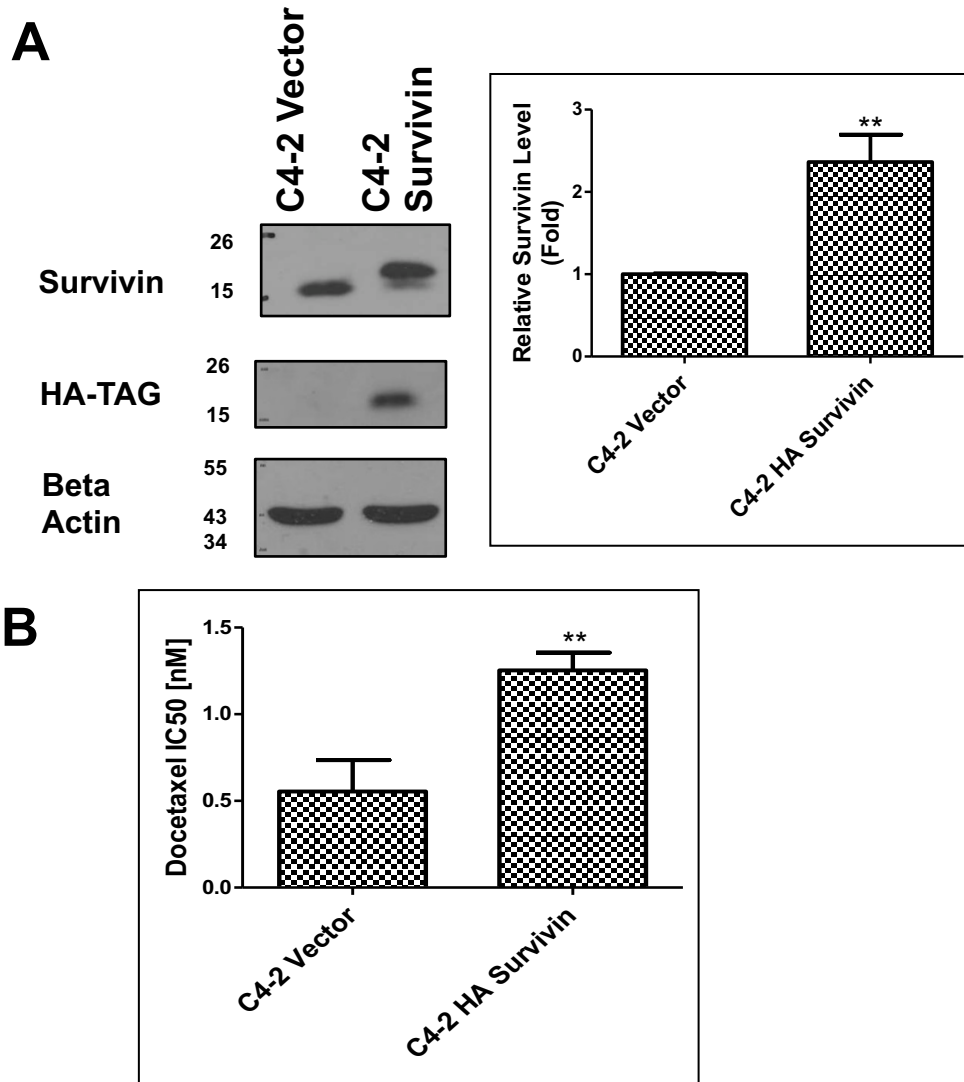 A
C4-2 Vector
C4-2
Survivin
Survivin
26
15
HA-TAG
26
15
Beta
Actin
55
43
34
Relative Survivin Level
(Fold)
3
2
1
0
**
C4-2 Vector
C4-2 HA Survivin
B
Docetaxel IC50 [nM]
1.5
1.0
0.5
0.0
**
C4-2 Vector
C4-2 HA Survivin